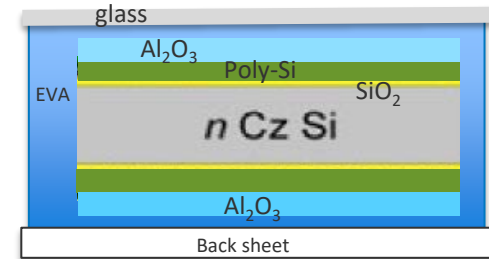 glass
Al₂O₃
Poly-Si
EVA
SiO₂
n Cz Si
Al₂O₃
Back sheet